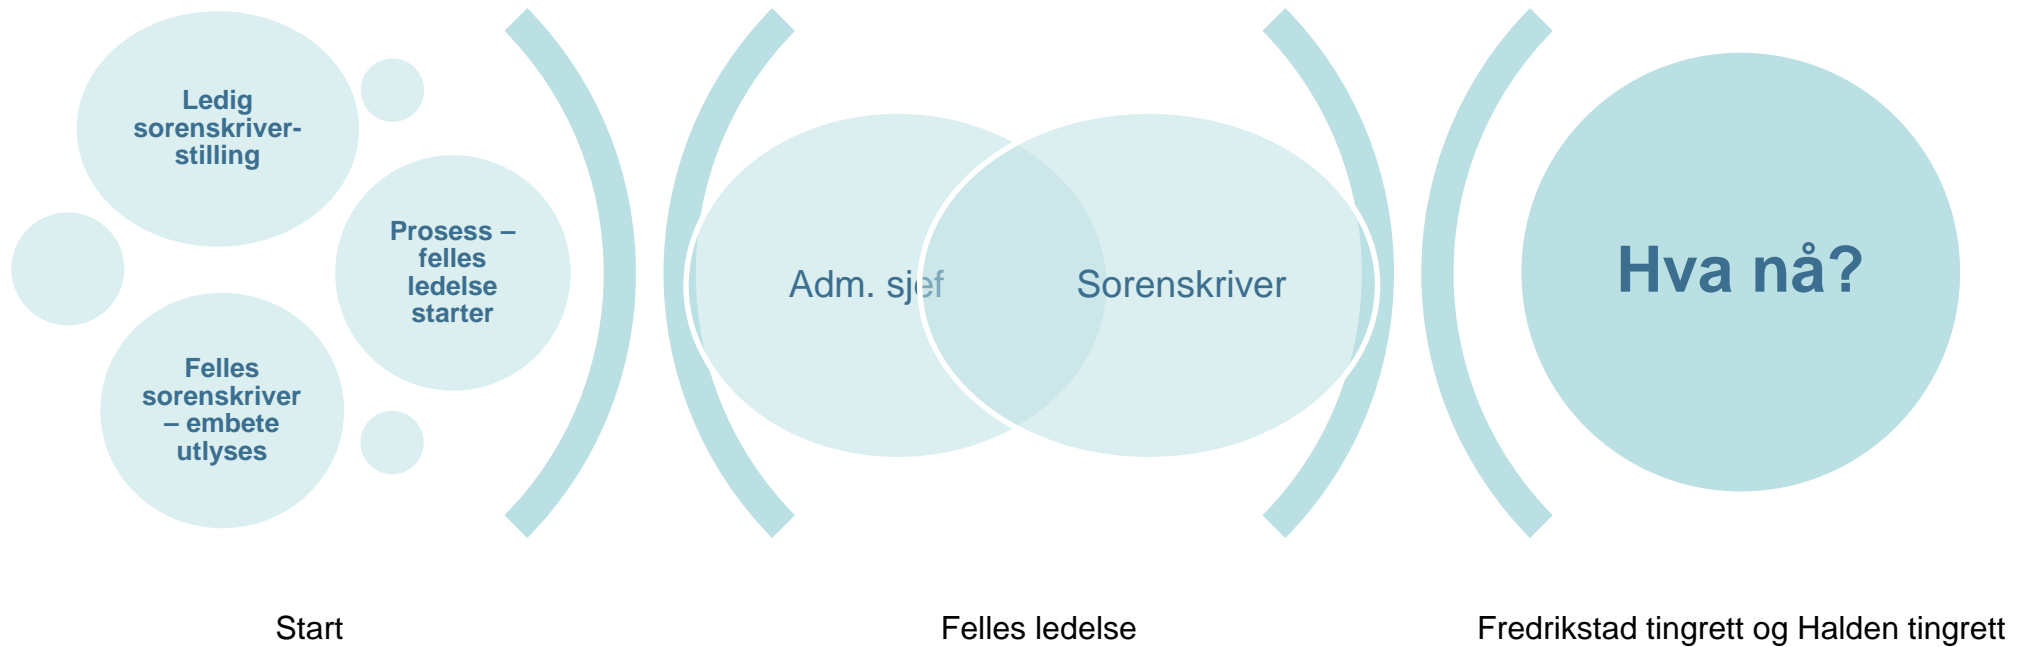 Ledig
sorenskriver-
stilling
Prosess –
felles
ledelse
starter
Felles
sorenskriver
– embete
utlyses
Adm. sjef
Sorenskriver
Hva nå?
Start
Felles ledelse
Fredrikstad tingrett og Halden tingrett